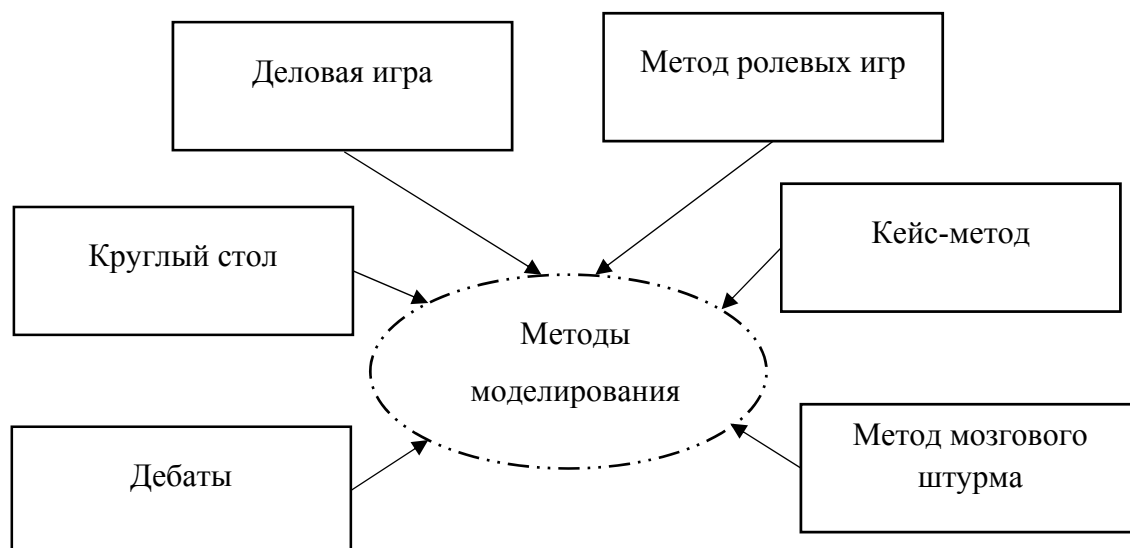 Деловая игра
Метод ролевых игр
Круглый стол
Кейс-метод
Методы
моделирования
Дебаты
Метод мозгового
штурма